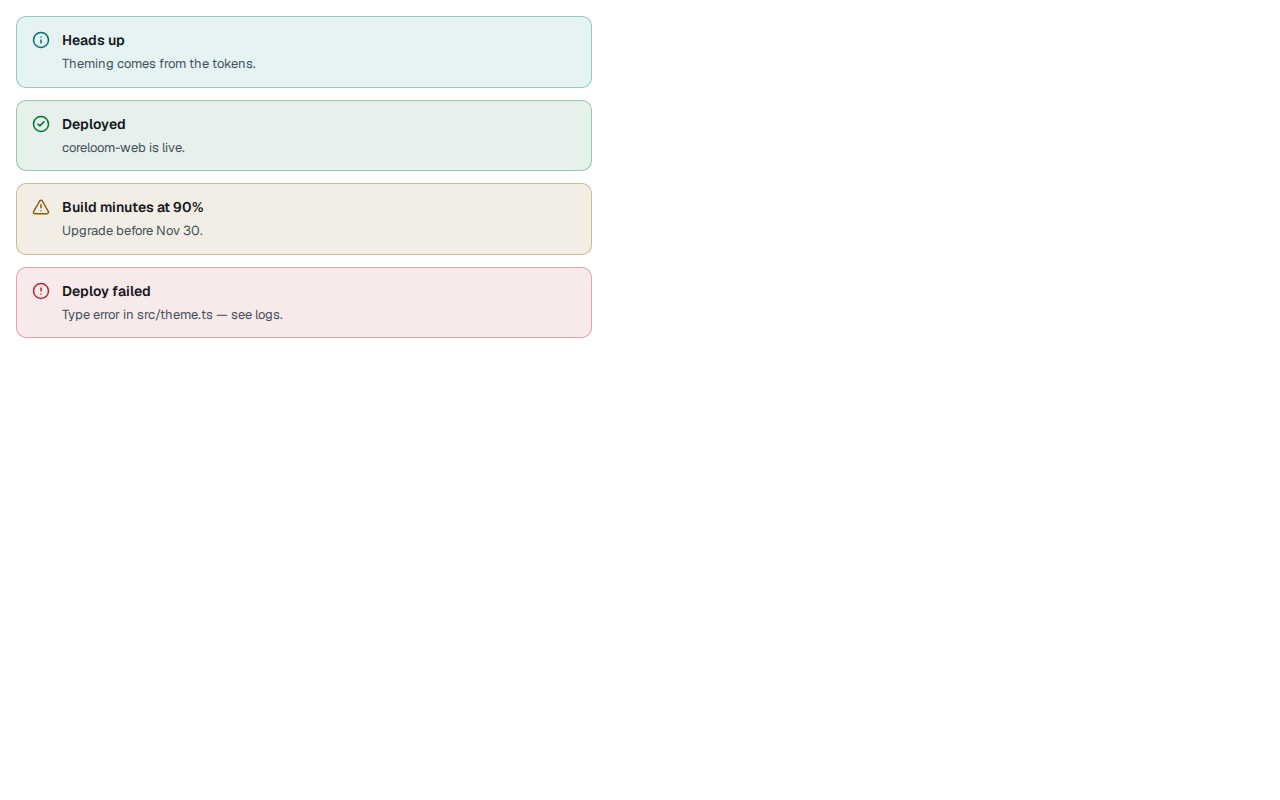 Heads up
Theming comes from the tokens.
Deployed
coreloom-web is live.
Build minutes at 90%
Upgrade before Nov 30.
Deploy failed
Type error in src/theme.ts — see logs.